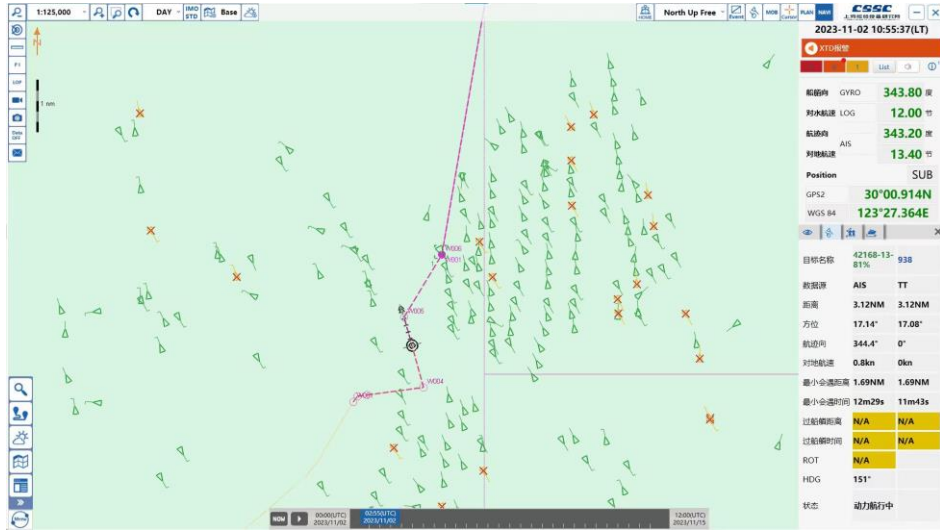 1:125,000
DAY
IMO
STD
Base
HOME
North Up Free
Event
MOB
Cursor
PLAN
NAVI
CSSC
2023-11-02 10:55:37(LT)
XTD报警
List
艏艏向 GYRO 343.80 度
对水航速 LOG 12.00 节
航迹向 343.20 度
AIS
对地航速 13.40 节
Position SUB
GPS2 30°00.914N
WGS 84 123°27.364E
目标名称 42168-13-81% 938
数据源 AIS TT
距离 3.12NM 3.12NM
方位 17.14° 17.08°
航迹向 344.4° 0°
对地航速 0.8kn 0kn
最小会遇距离 1.69NM 1.69NM
最小会遇时间 12m29s 11m43s
过船艏距离 N/A N/A
过船艏时间 N/A N/A
ROT N/A
HDG 151°
状态 动力航行中
1 nm
LOP
W006
W001
W005
W004
NOW
00:00(UTC)
2023/11/02
02:55(UTC)
2023/11/02
12:00(UTC)
2023/11/15